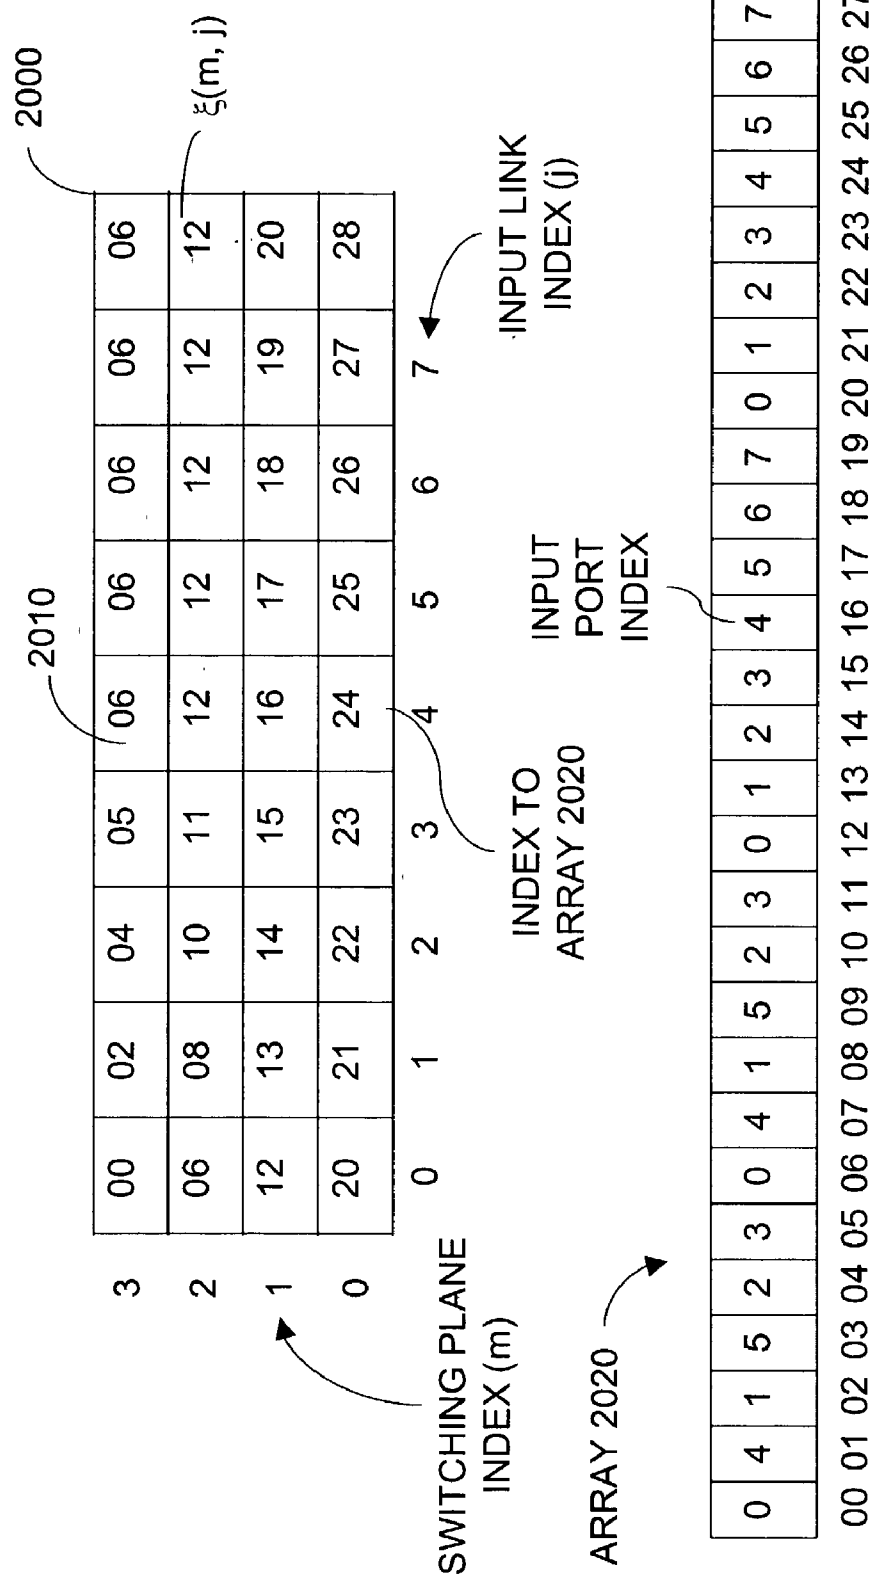 2010
2000
3 00 02 04 05 06 06 06 06 06
2 06 08 10 11 12 12 12 12 12
ξ(m, j)
1 12 13 14 15 16 17 18 19 20
0 20 21 22 23 24 25 26 27 28
0 1 2 3 4 5 6 7
SWITCHING PLANE
INDEX (m)
INDEX TO
ARRAY 2020
INPUT LINK
INDEX (j)
INPUT
PORT
INDEX
ARRAY 2020
0 4 1 5 2 3 0 4 1 5 2 3 0 1 2 3 4 5 6 7 0 1 2 3 4 5 6 7
00 01 02 03 04 05 06 07 08 09 10 11 12 13 14 15 16 17 18 19 20 21 22 23 24 25 26 27